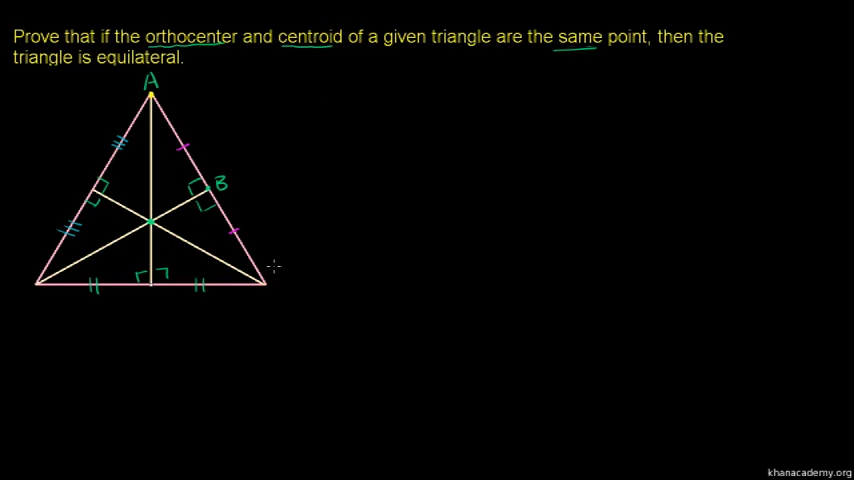 Prove that if the orthocenter and centroid of a given triangle are the same point, then the
triangle is equilateral.
A
B
khanacademy.org